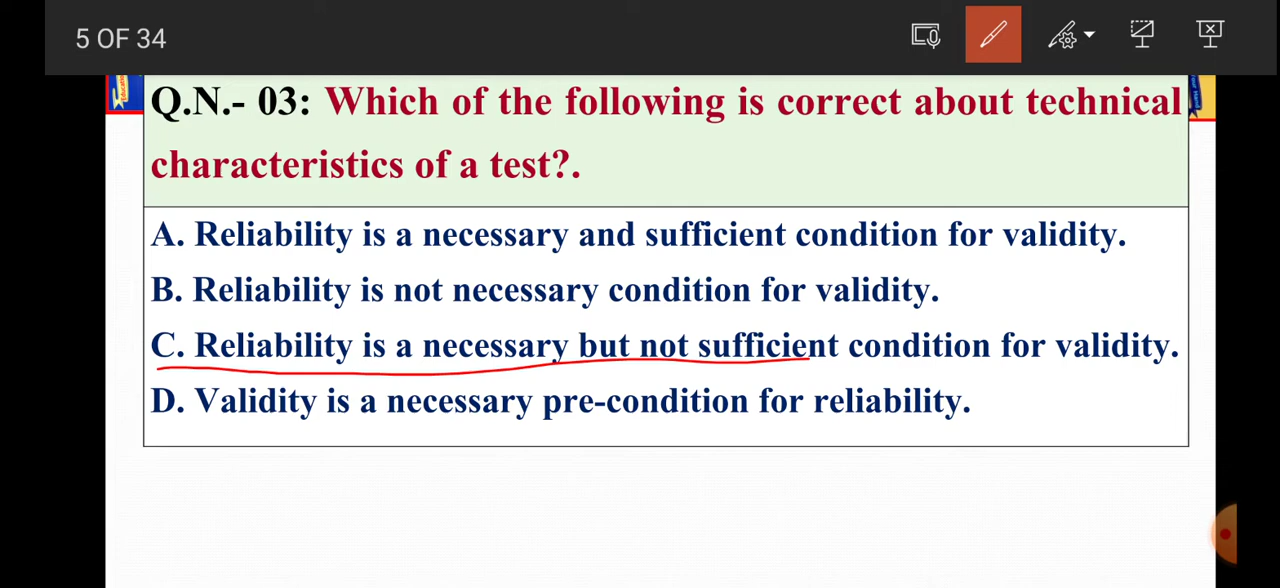 5 OF 34
Q.N.- 03: Which of the following is correct about technical
characteristics of a test?.
A. Reliability is a necessary and sufficient condition for validity.
B. Reliability is not necessary condition for validity.
C. Reliability is a necessary but not sufficient condition for validity.
D. Validity is a necessary pre-condition for reliability.